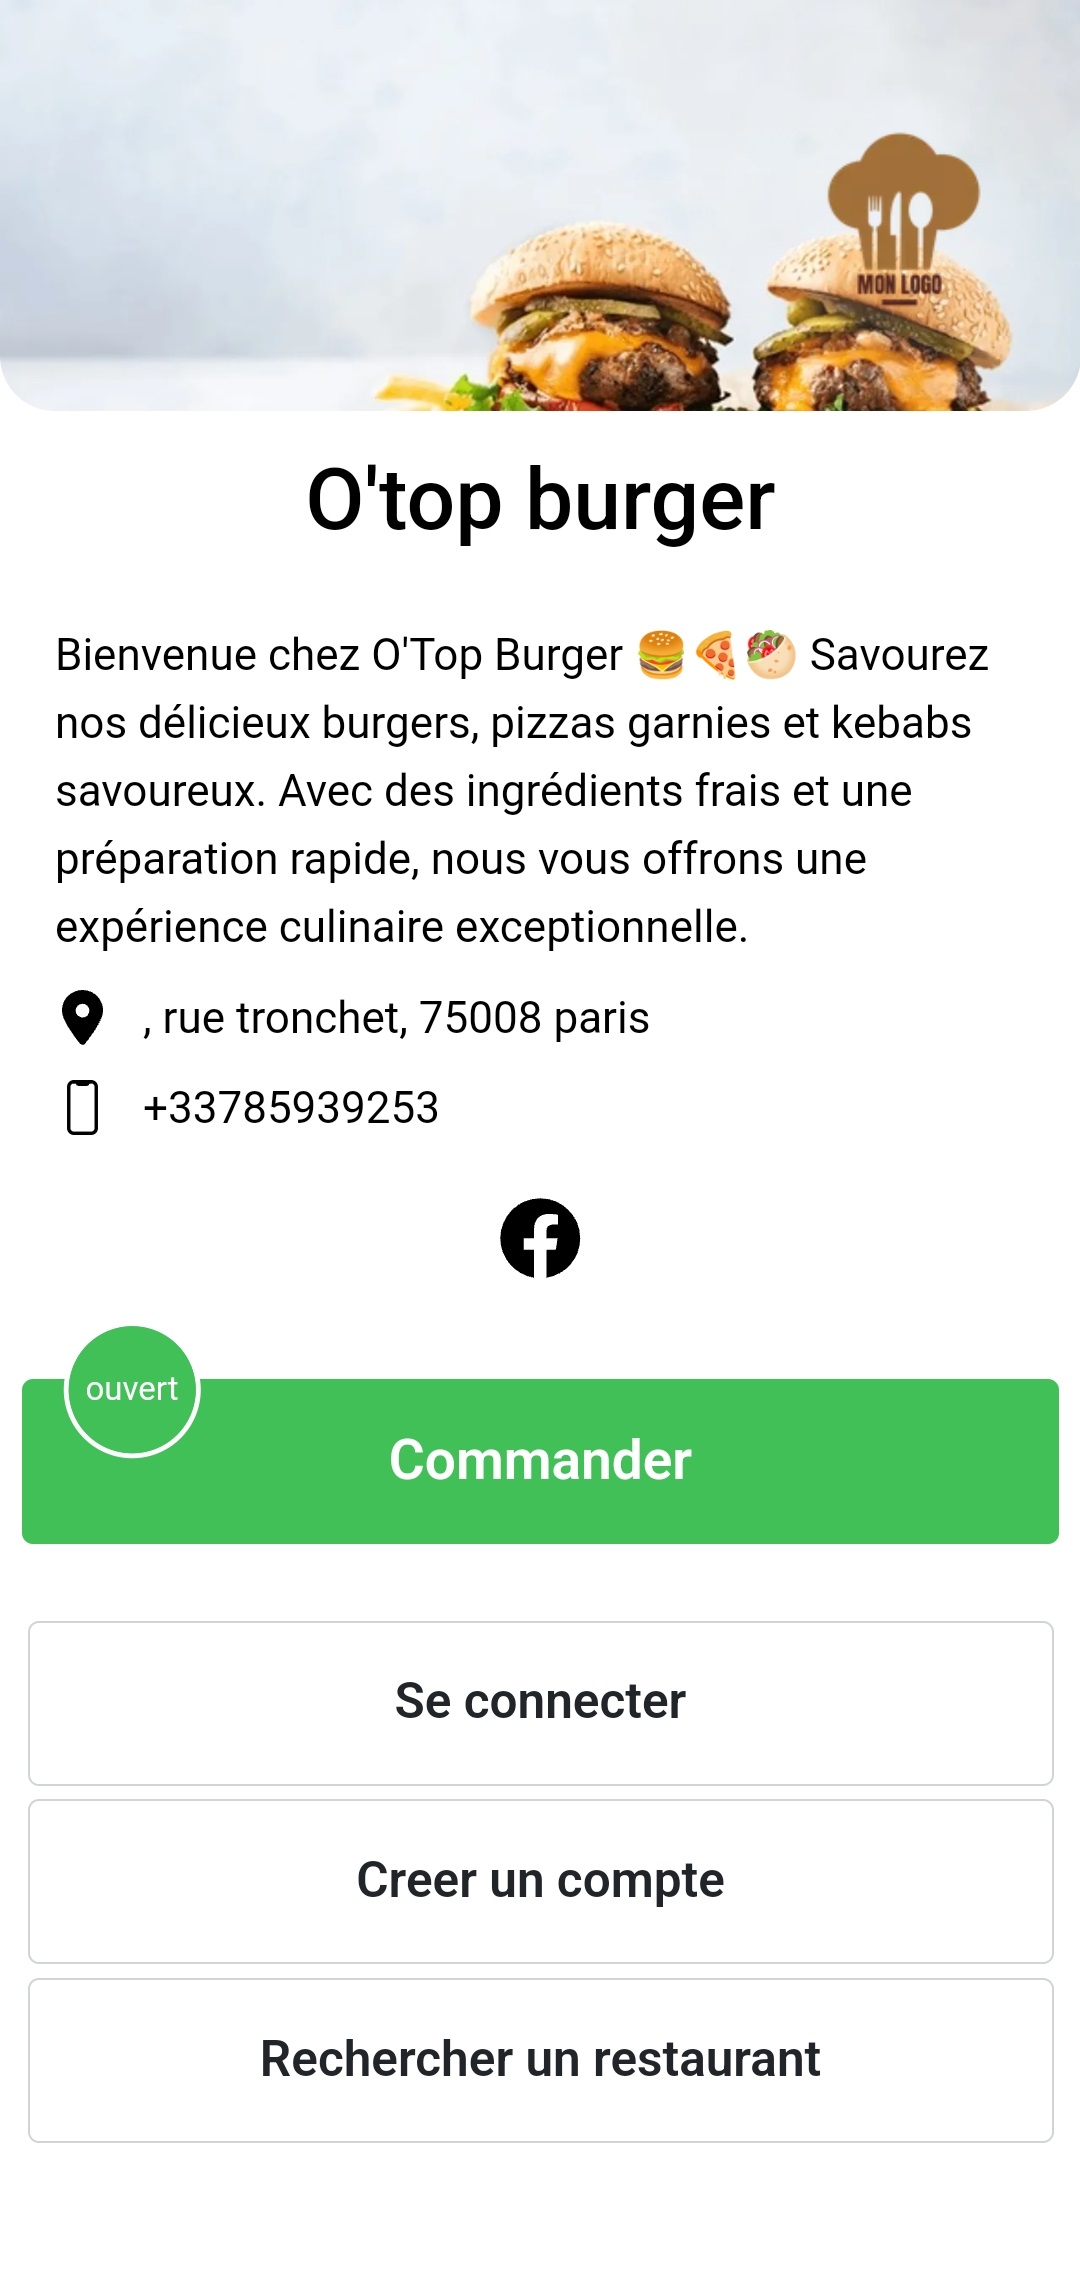 MON LOGO
O'top burger
Bienvenue chez O'Top Burger 🍔🍕🥙 Savourez
nos délicieux burgers, pizzas garnies et kebabs
savoureux. Avec des ingrédients frais et une
préparation rapide, nous vous offrons une
expérience culinaire exceptionnelle.
, rue tronchet, 75008 paris
+33785939253
ouvert
Commander
Se connecter
Creer un compte
Rechercher un restaurant